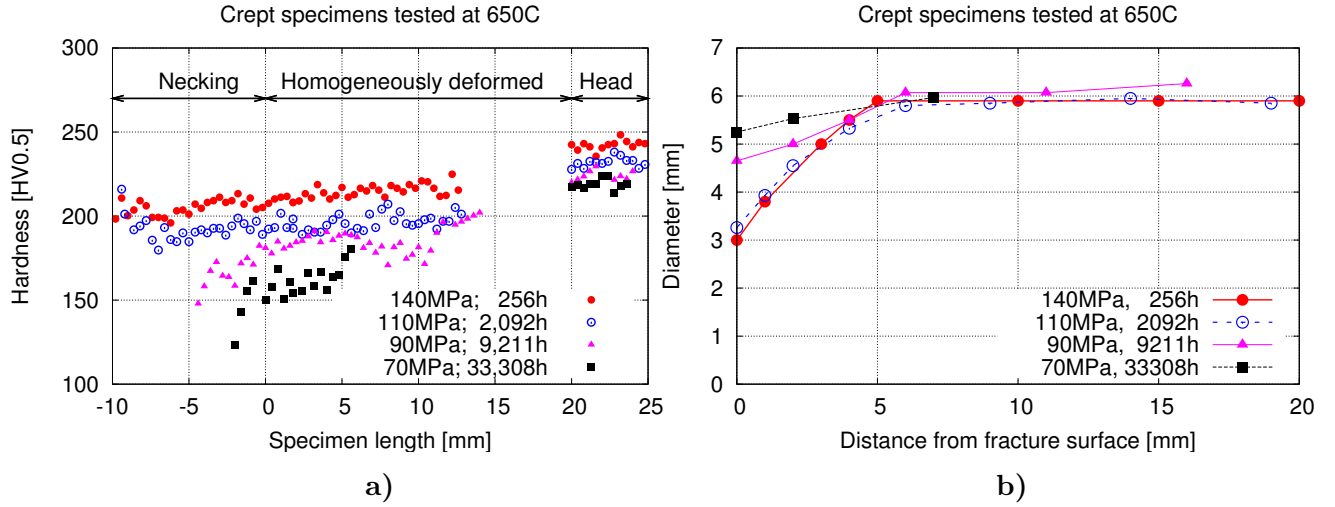 Crept specimens tested at 650C
300
250
200
150
100
Hardness [HV0.5]
Necking
Homogeneously deformed
Head
140MPa; 256h
110MPa; 2,092h
90MPa; 9,211h
70MPa; 33,308h
-10 -5 0 5 10 15 20 25
Specimen length [mm]
a)
Crept specimens tested at 650C
7
6
5
4
3
2
1
0
Diameter [mm]
140MPa, 256h
110MPa, 2092h
90MPa, 9211h
70MPa, 33308h
0 5 10 15 20
Distance from fracture surface [mm]
b)